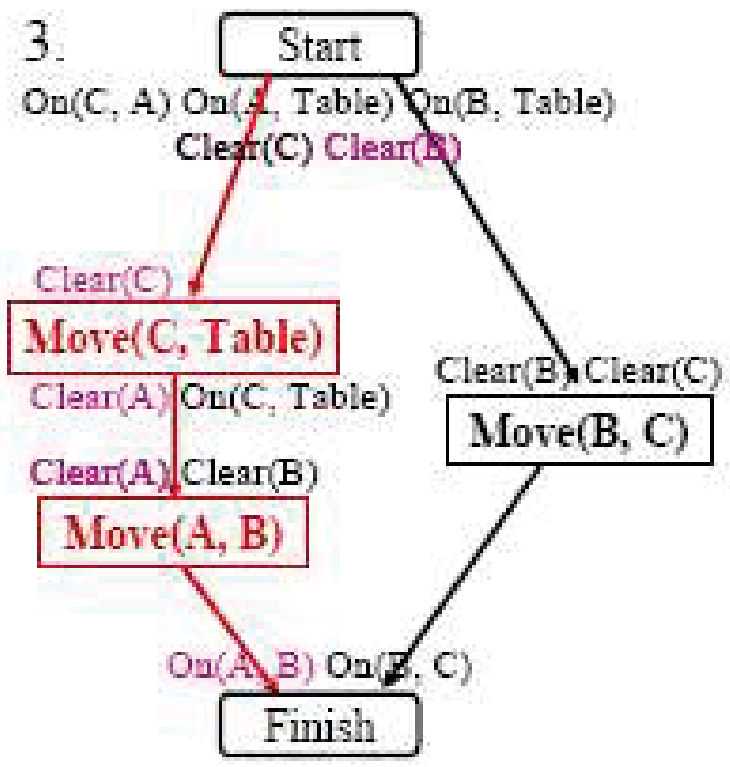 3.
Start
On(C, A) On(A, Table) On(B, Table)
Clear(C) Clear(B)
Clear(C)
Move(C, Table)
Clear(A) On(C, Table)
Clear(B) Clear(C)
Move(B, C)
Clear(A) Clear(B)
Move(A, B)
On(A, B) On(B, C)
Finish